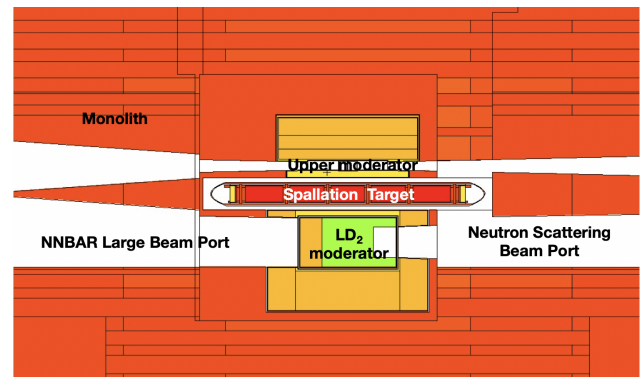 Monolith
Upper moderator
Spallation Target
NNBAR Large Beam Port
LD₂
moderator
Neutron Scattering
Beam Port